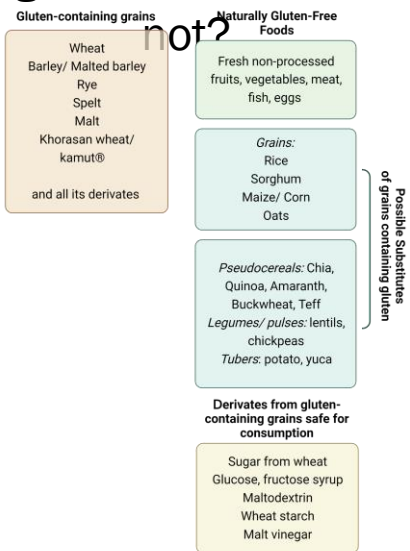 not?
Gluten-containing grains
Wheat
Barley/ Malted barley
Rye
Spelt
Malt
Khorasan wheat/
kamut®
and all its derivates
Naturally Gluten-Free
Foods
Fresh non-processed
fruits, vegetables, meat,
fish, eggs
Grains:
Rice
Sorghum
Maize/ Corn
Oats
Pseudocereals: Chia,
Quinoa, Amaranth,
Buckwheat, Teff
Legumes/ pulses: lentils,
chickpeas
Tubers: potato, yuca
Possible Substitutes
of grains containing gluten
Derivates from gluten-
containing grains safe for
consumption
Sugar from wheat
Glucose, fructose syrup
Maltodextrin
Wheat starch
Malt vinegar